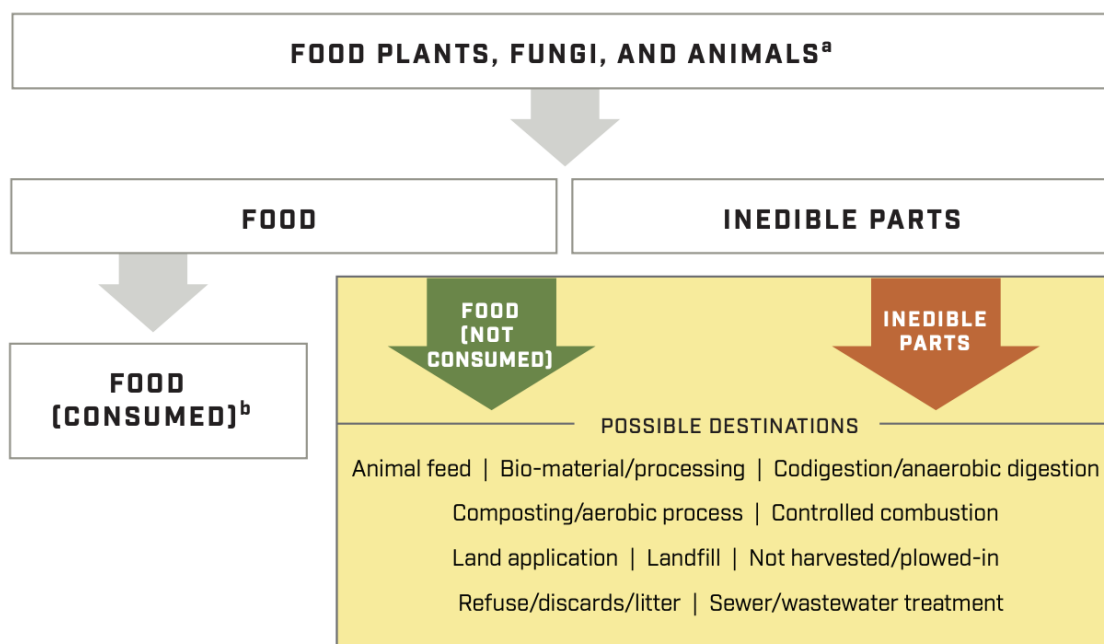 FOOD PLANTS, FUNGI, AND ANIMALSᵃ
FOOD
INEDIBLE PARTS
FOOD
(CONSUMED)ᵇ
FOOD
(NOT
CONSUMED)
INEDIBLE
PARTS
POSSIBLE DESTINATIONS
Animal feed | Bio-material/processing | Codigestion/anaerobic digestion
Composting/aerobic process | Controlled combustion
Land application | Landfill | Not harvested/plowed-in
Refuse/discards/litter | Sewer/wastewater treatment